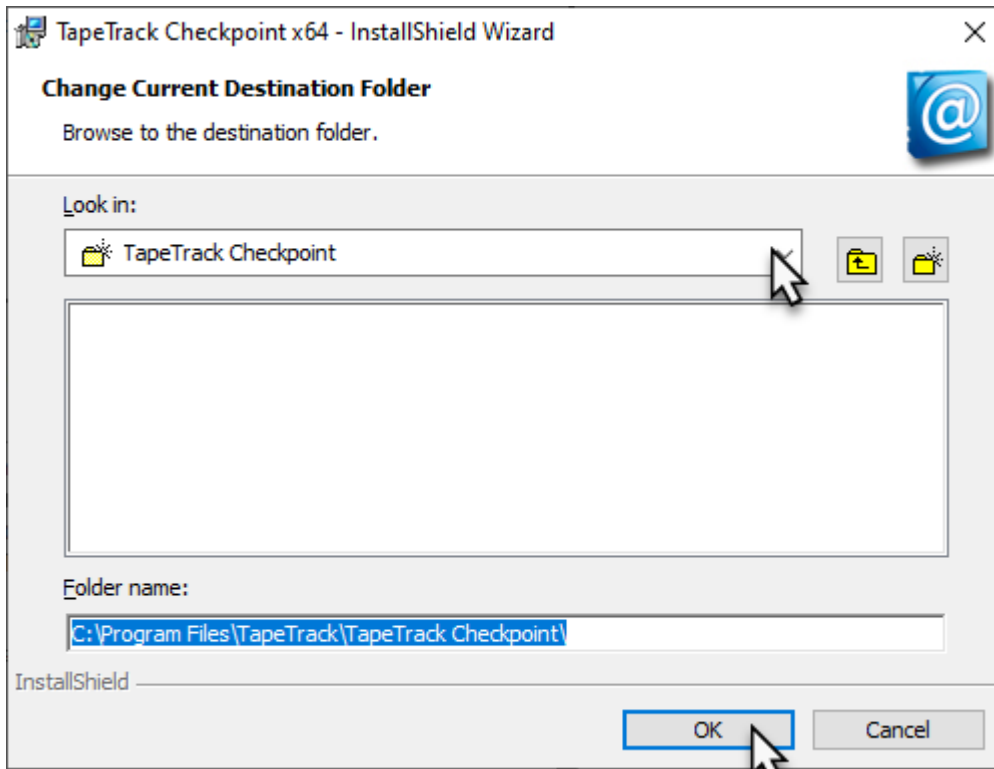 TapeTrack Checkpoint x64 - InstallShield Wizard
Change Current Destination Folder
Browse to the destination folder.
@
Look in:
TapeTrack Checkpoint
Folder name:
C:\Program Files\TapeTrack\TapeTrack Checkpoint\
InstallShield
OK Cancel